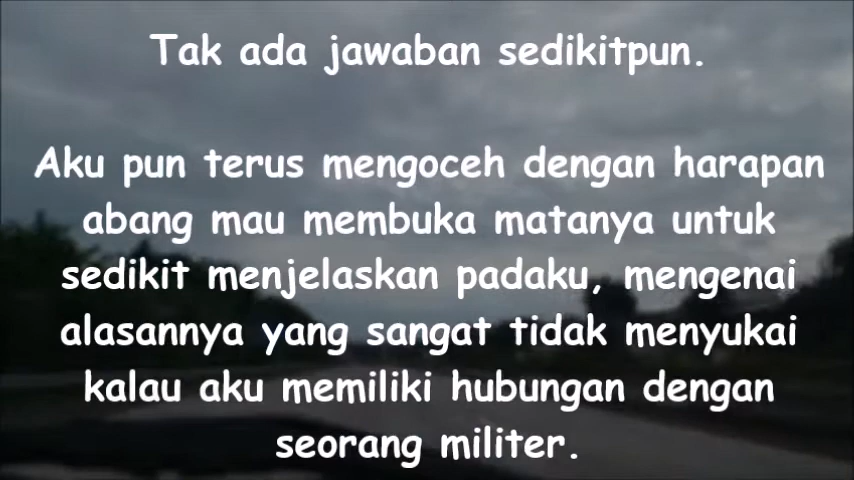 Tak ada jawaban sedikitpun.
Aku pun terus mengoceh dengan harapan
abang mau membuka matanya untuk
sedikit menjelaskan padaku, mengenai
alasannya yang sangat tidak menyukai
kalau aku memiliki hubungan dengan
seorang militer.